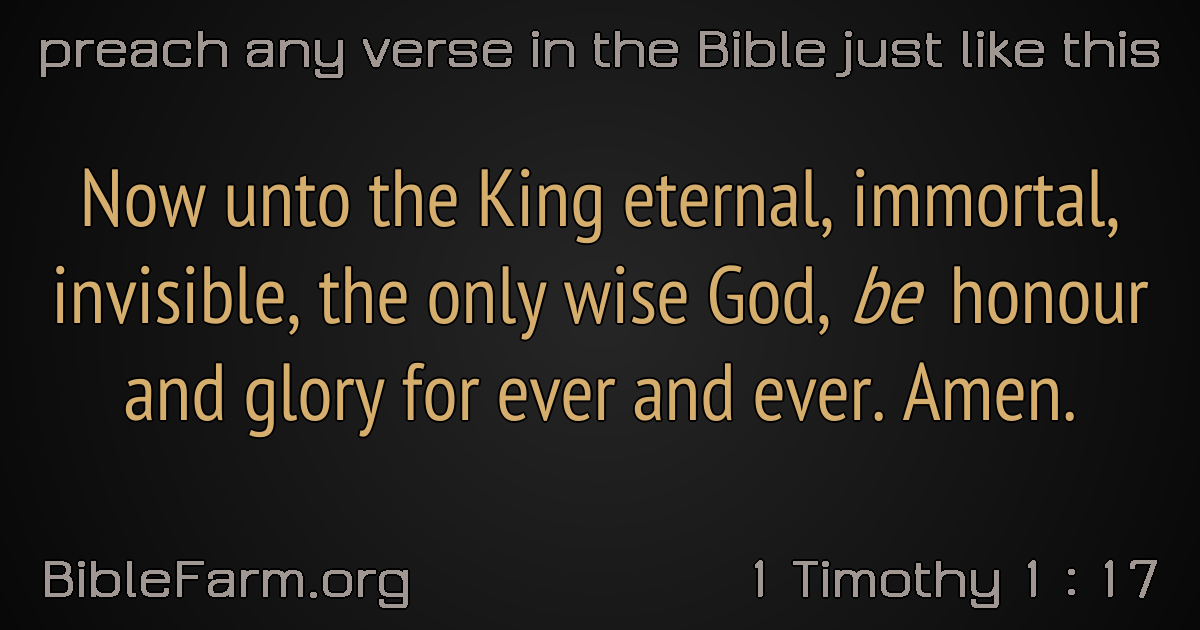 preach any verse in the Bible just like this
Now unto the King eternal, immortal,
invisible, the only wise God, be honour
and glory for ever and ever. Amen.
BibleFarm.org
1 Timothy 1 : 17